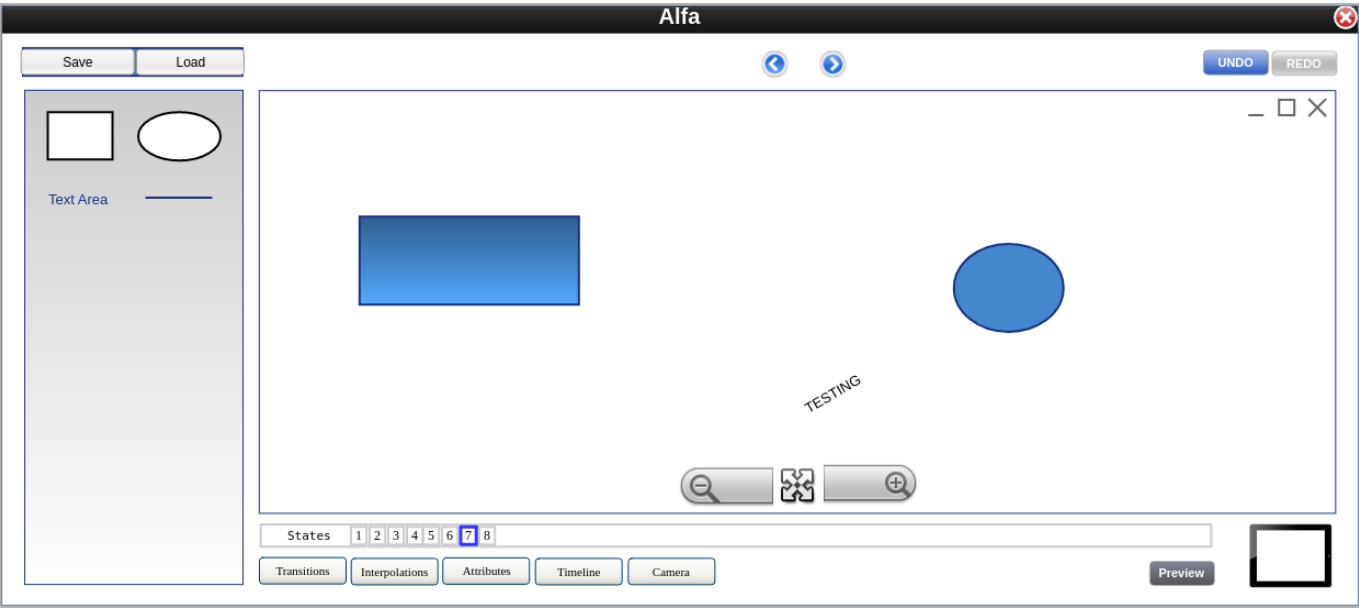 Alfa
Save Load UNDO REDO
Text Area
TESTING
States 1 2 3 4 5 6 7 8
Transitions Interpolations Attributes Timeline Camera Preview